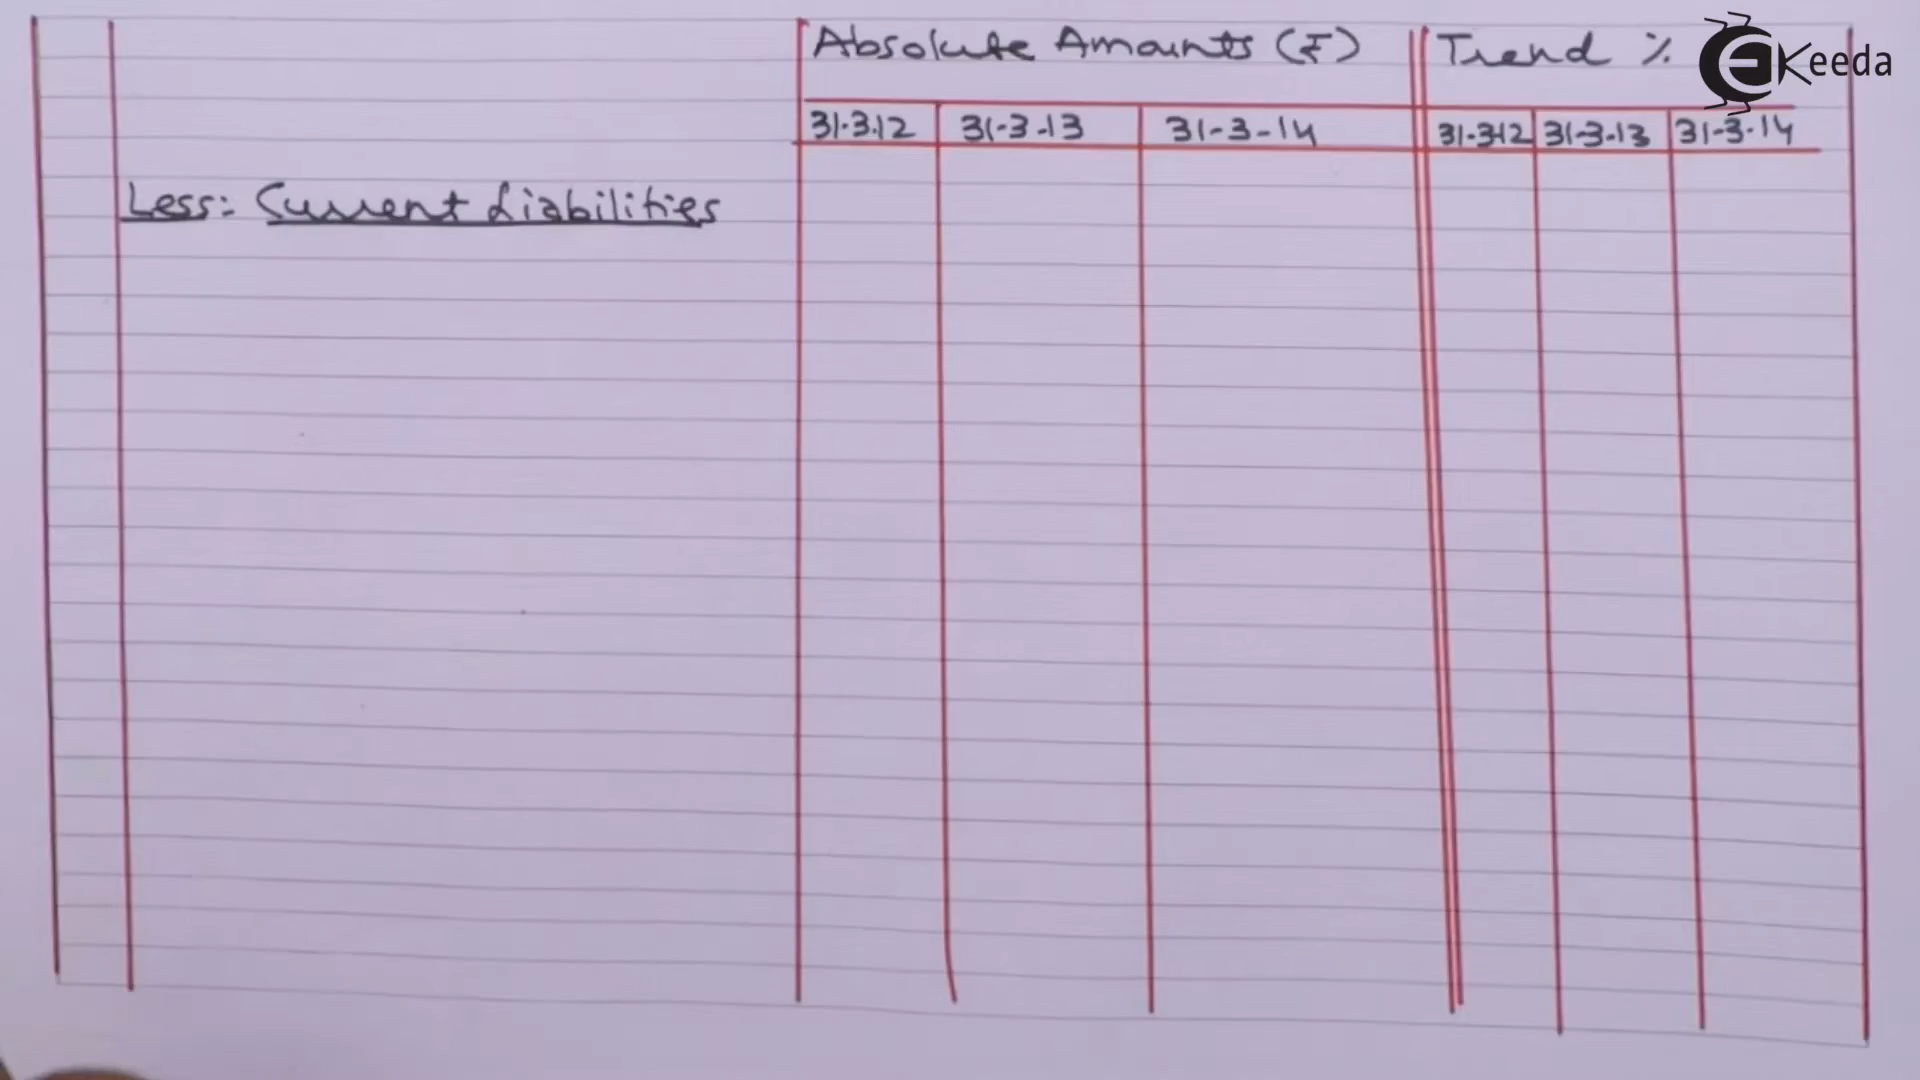 Absolute Amounts (₹) Trend %
31.3.12 31-3-13 31-3-14 31-3-12 31-3-13 31-3-14
Less: Current Liabilities
EKeeda